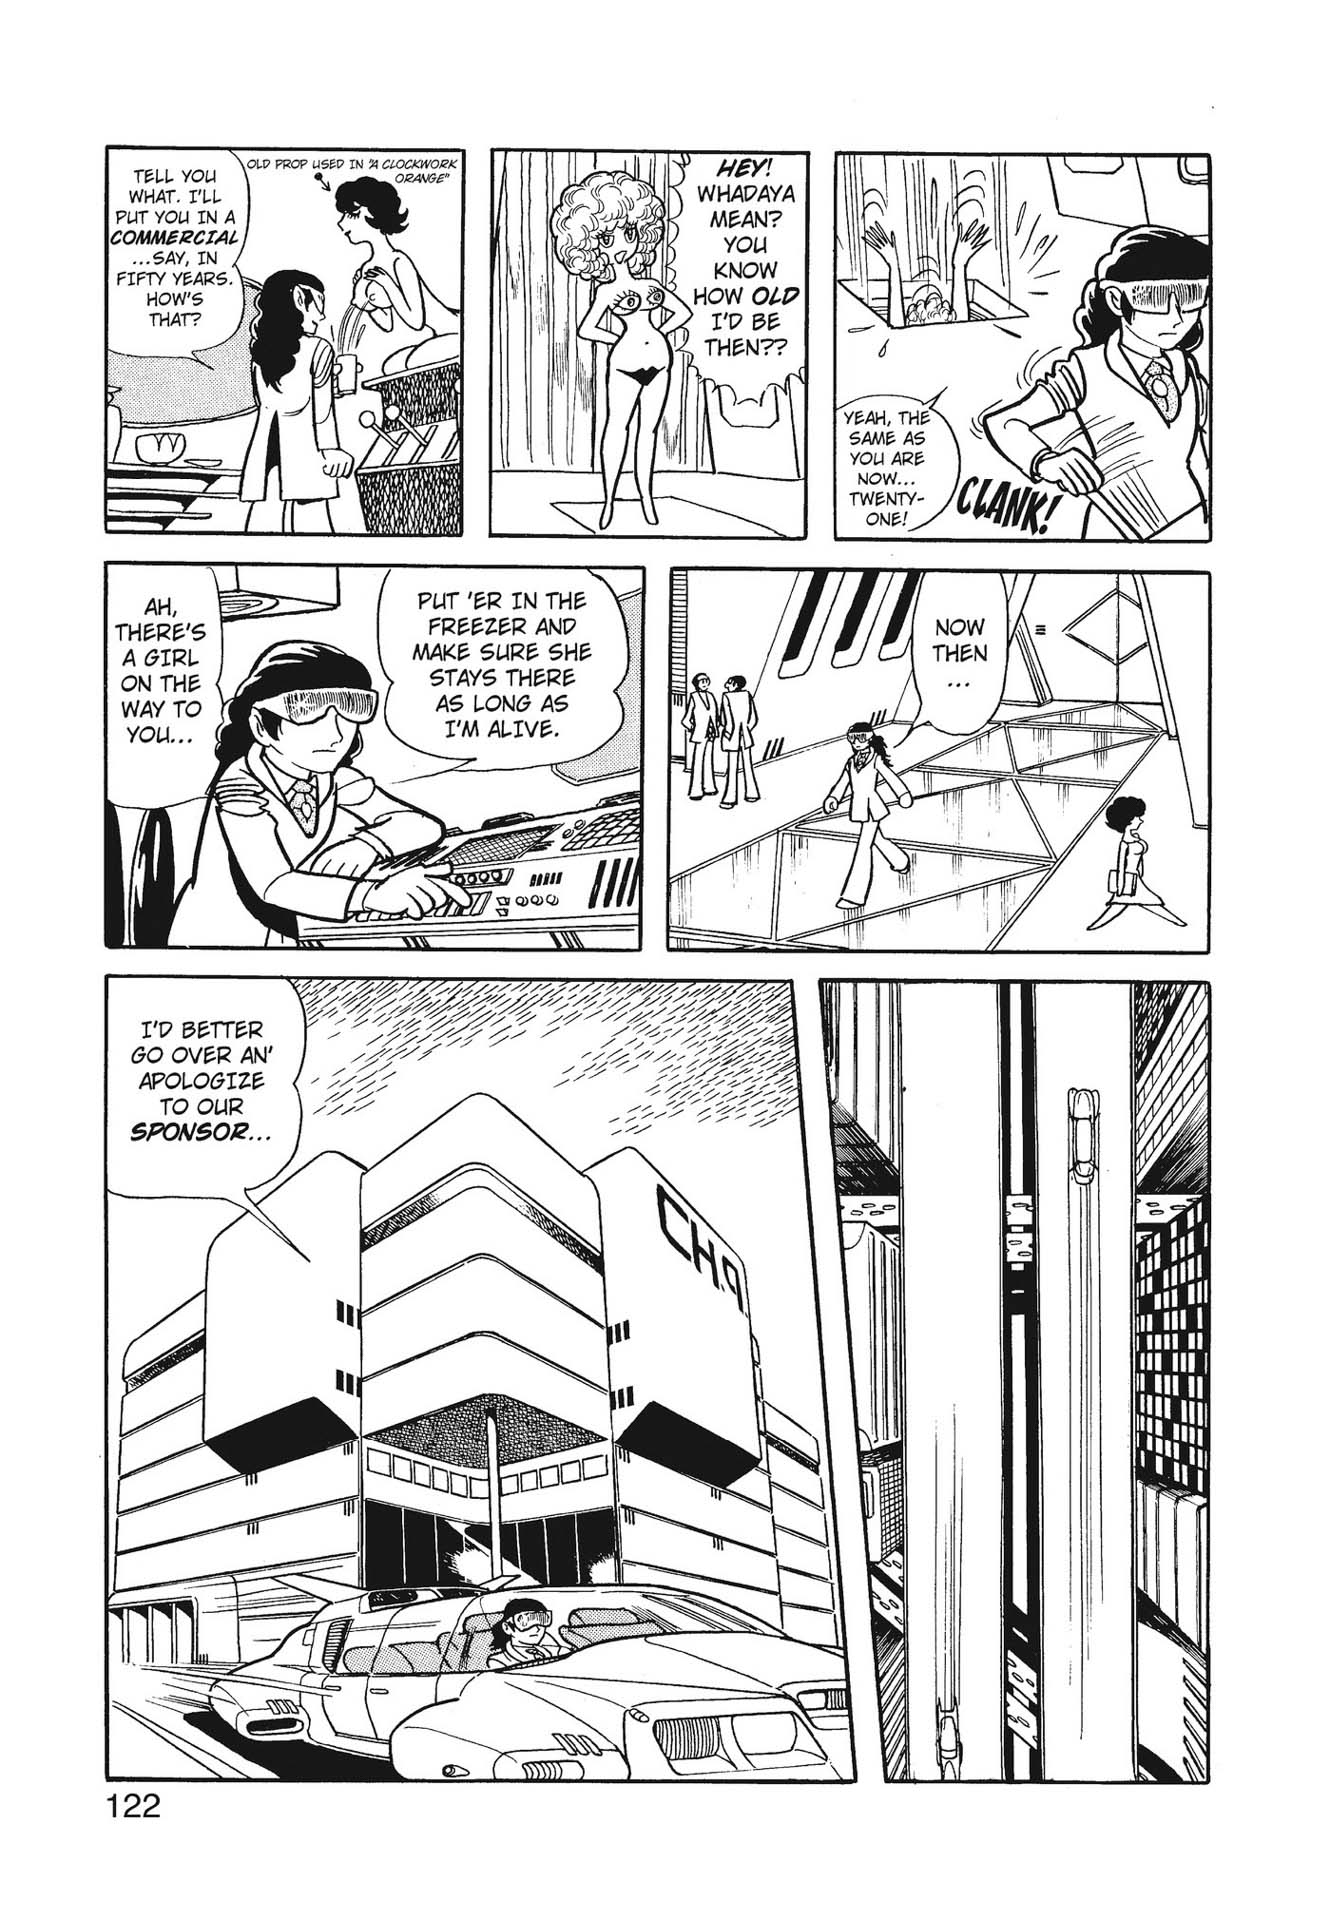 TELL YOU
WHAT. I'LL
PUT YOU IN A
COMMERCIAL
...SAY, IN
FIFTY YEARS.
HOW'S
THAT?
OLD PROP USED IN "A CLOCKWORK
ORANGE"
HEY!
WHADAYA
MEAN?
YOU
KNOW
HOW OLD
I'D BE
THEN??
YEAH, THE
SAME AS
YOU ARE
NOW...
TWENTY-
ONE!
CLANK!
AH,
THERE'S
A GIRL
ON THE
WAY TO
YOU...
PUT 'ER IN THE
FREEZER AND
MAKE SURE SHE
STAYS THERE
AS LONG AS
I'M ALIVE.
NOW
THEN
...
I'D BETTER
GO OVER AN'
APOLOGIZE
TO OUR
SPONSOR...
CH.9
122